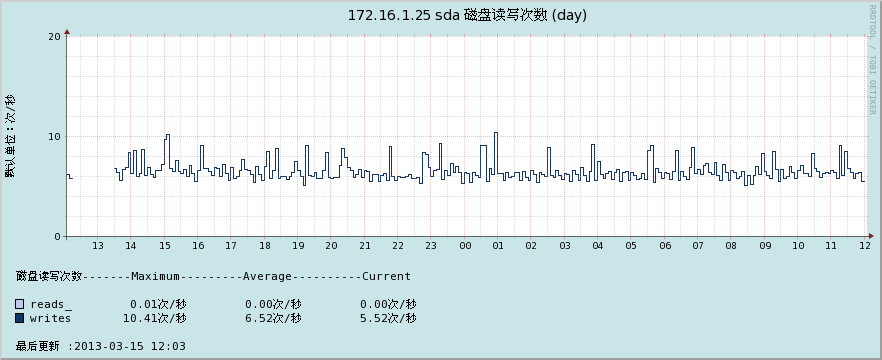 172.16.1.25 sda 磁盘读写次数 (day)
RRDTOOL / TOBI OETIKER
默认单位：次/秒
20
10
0
13 14 15 16 17 18 19 20 21 22 23 00 01 02 03 04 05 06 07 08 09 10 11 12
磁盘读写次数-------Maximum---------Average----------Current
reads_ 0.01次/秒 0.00次/秒 0.00次/秒
writes 10.41次/秒 6.52次/秒 5.52次/秒
最后更新 :2013-03-15 12:03